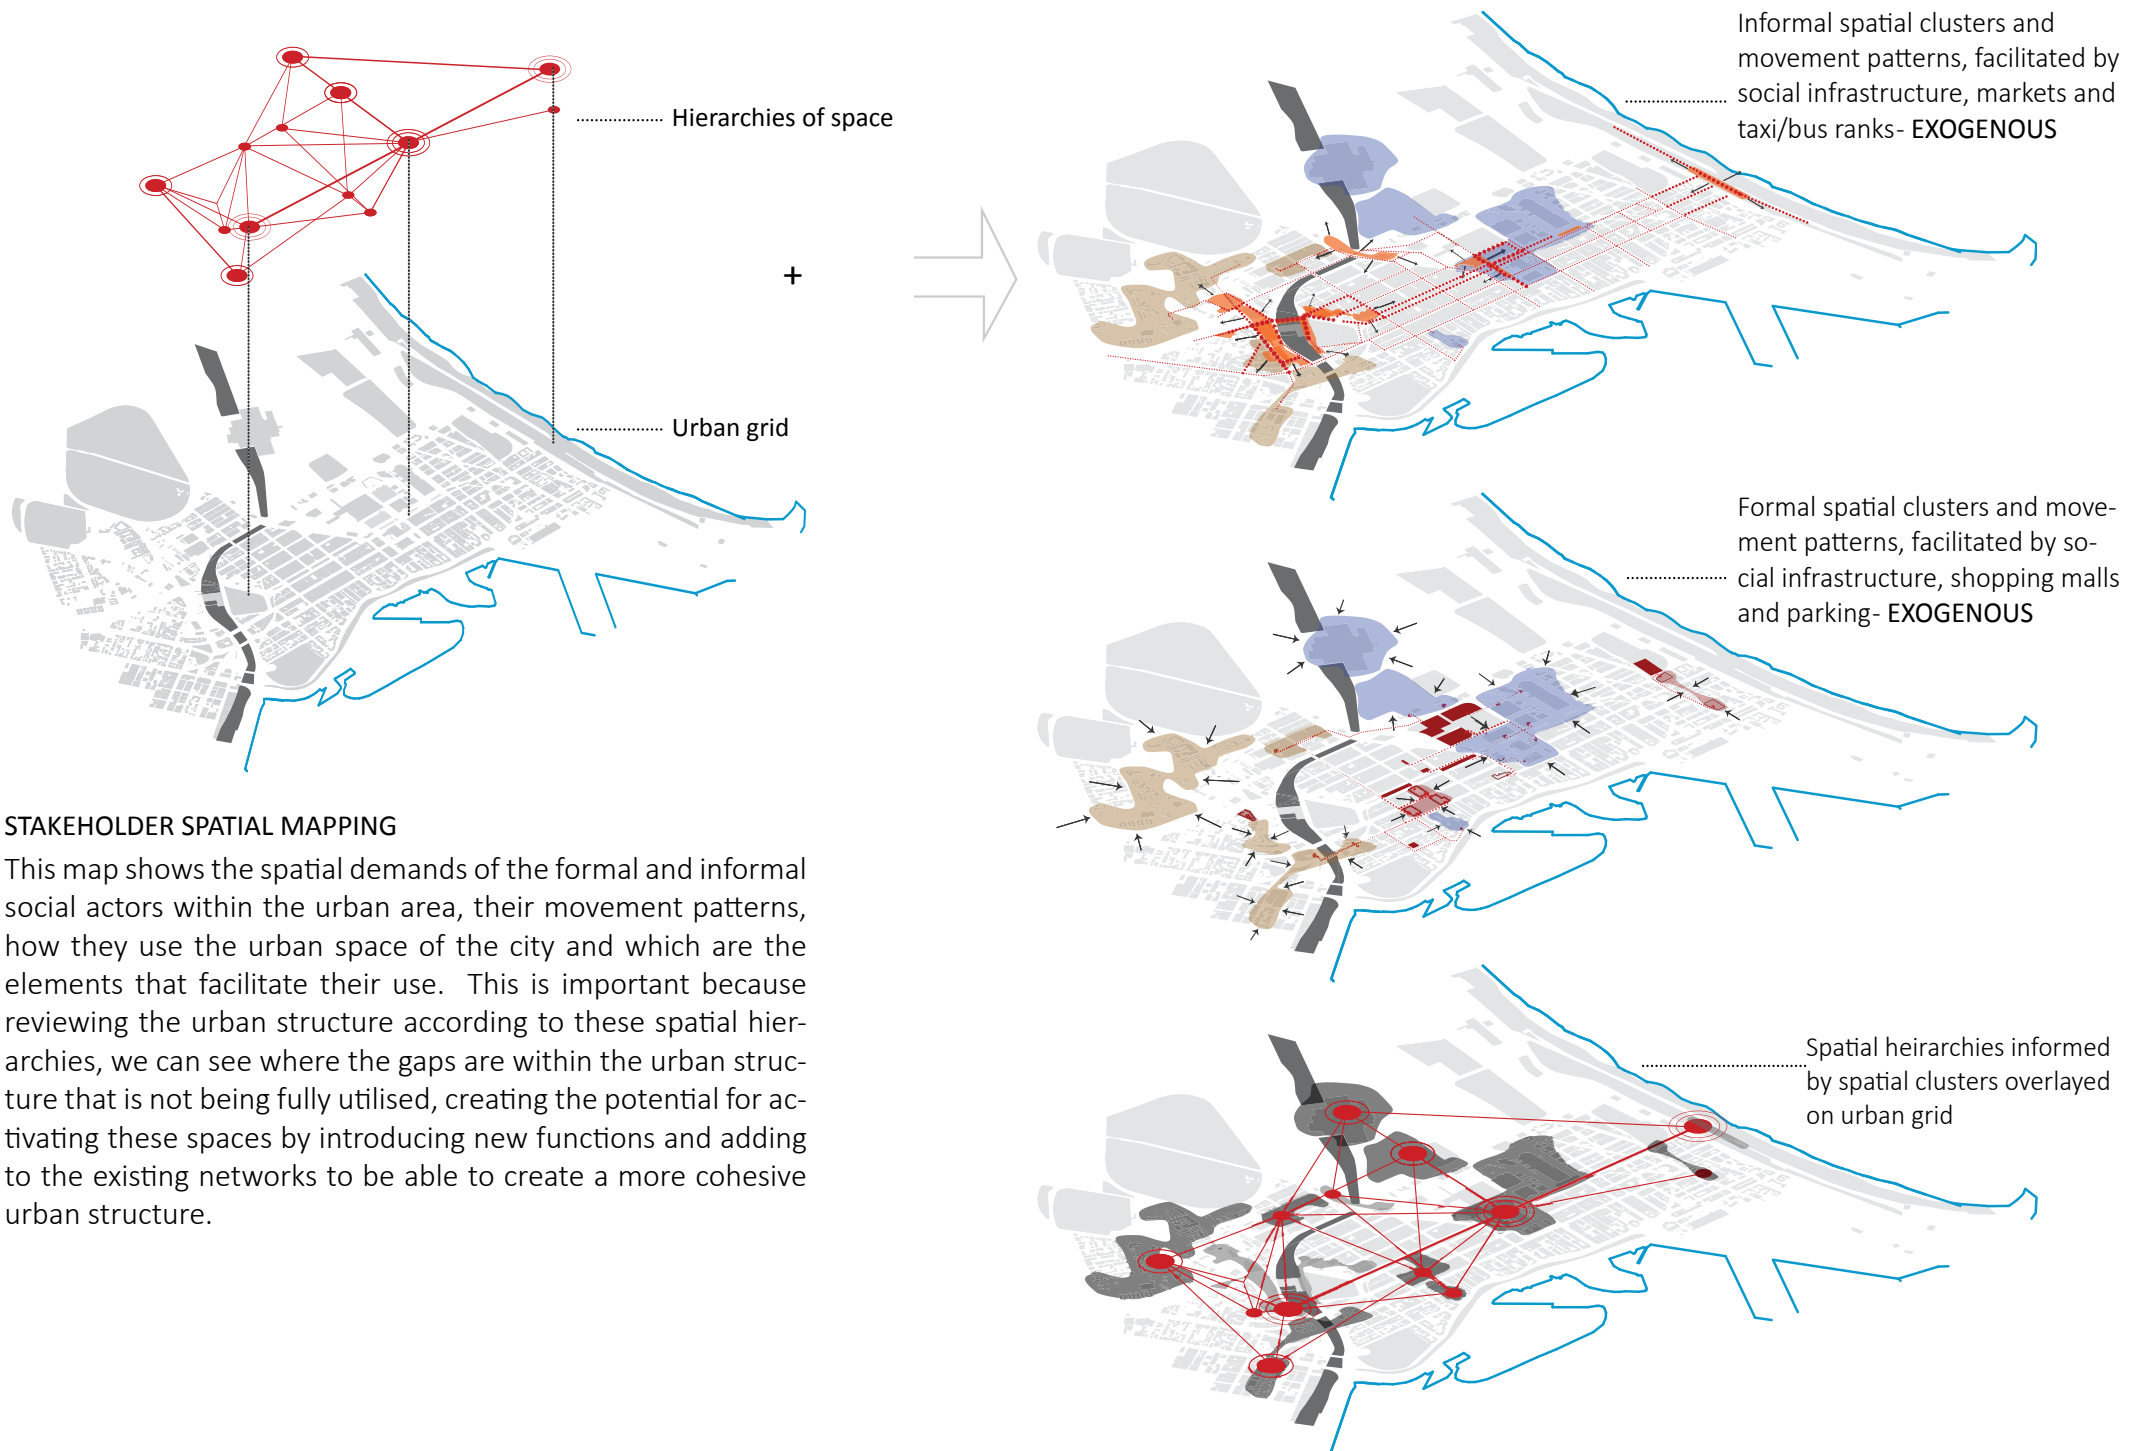 Hierarchies of space
+
Urban grid
STAKEHOLDER SPATIAL MAPPING
This map shows the spatial demands of the formal and informal
social actors within the urban area, their movement patterns,
how they use the urban space of the city and which are the
elements that facilitate their use. This is important because
reviewing the urban structure according to these spatial hier-
archies, we can see where the gaps are within the urban struc-
ture that is not being fully utilised, creating the potential for ac-
tivating these spaces by introducing new functions and adding
to the existing networks to be able to create a more cohesive
urban structure.
Informal spatial clusters and
movement patterns, facilitated by
social infrastructure, markets and
taxi/bus ranks- EXOGENOUS
Formal spatial clusters and move-
ment patterns, facilitated by so-
cial infrastructure, shopping malls
and parking- EXOGENOUS
Spatial heirarchies informed
by spatial clusters overlayed
on urban grid